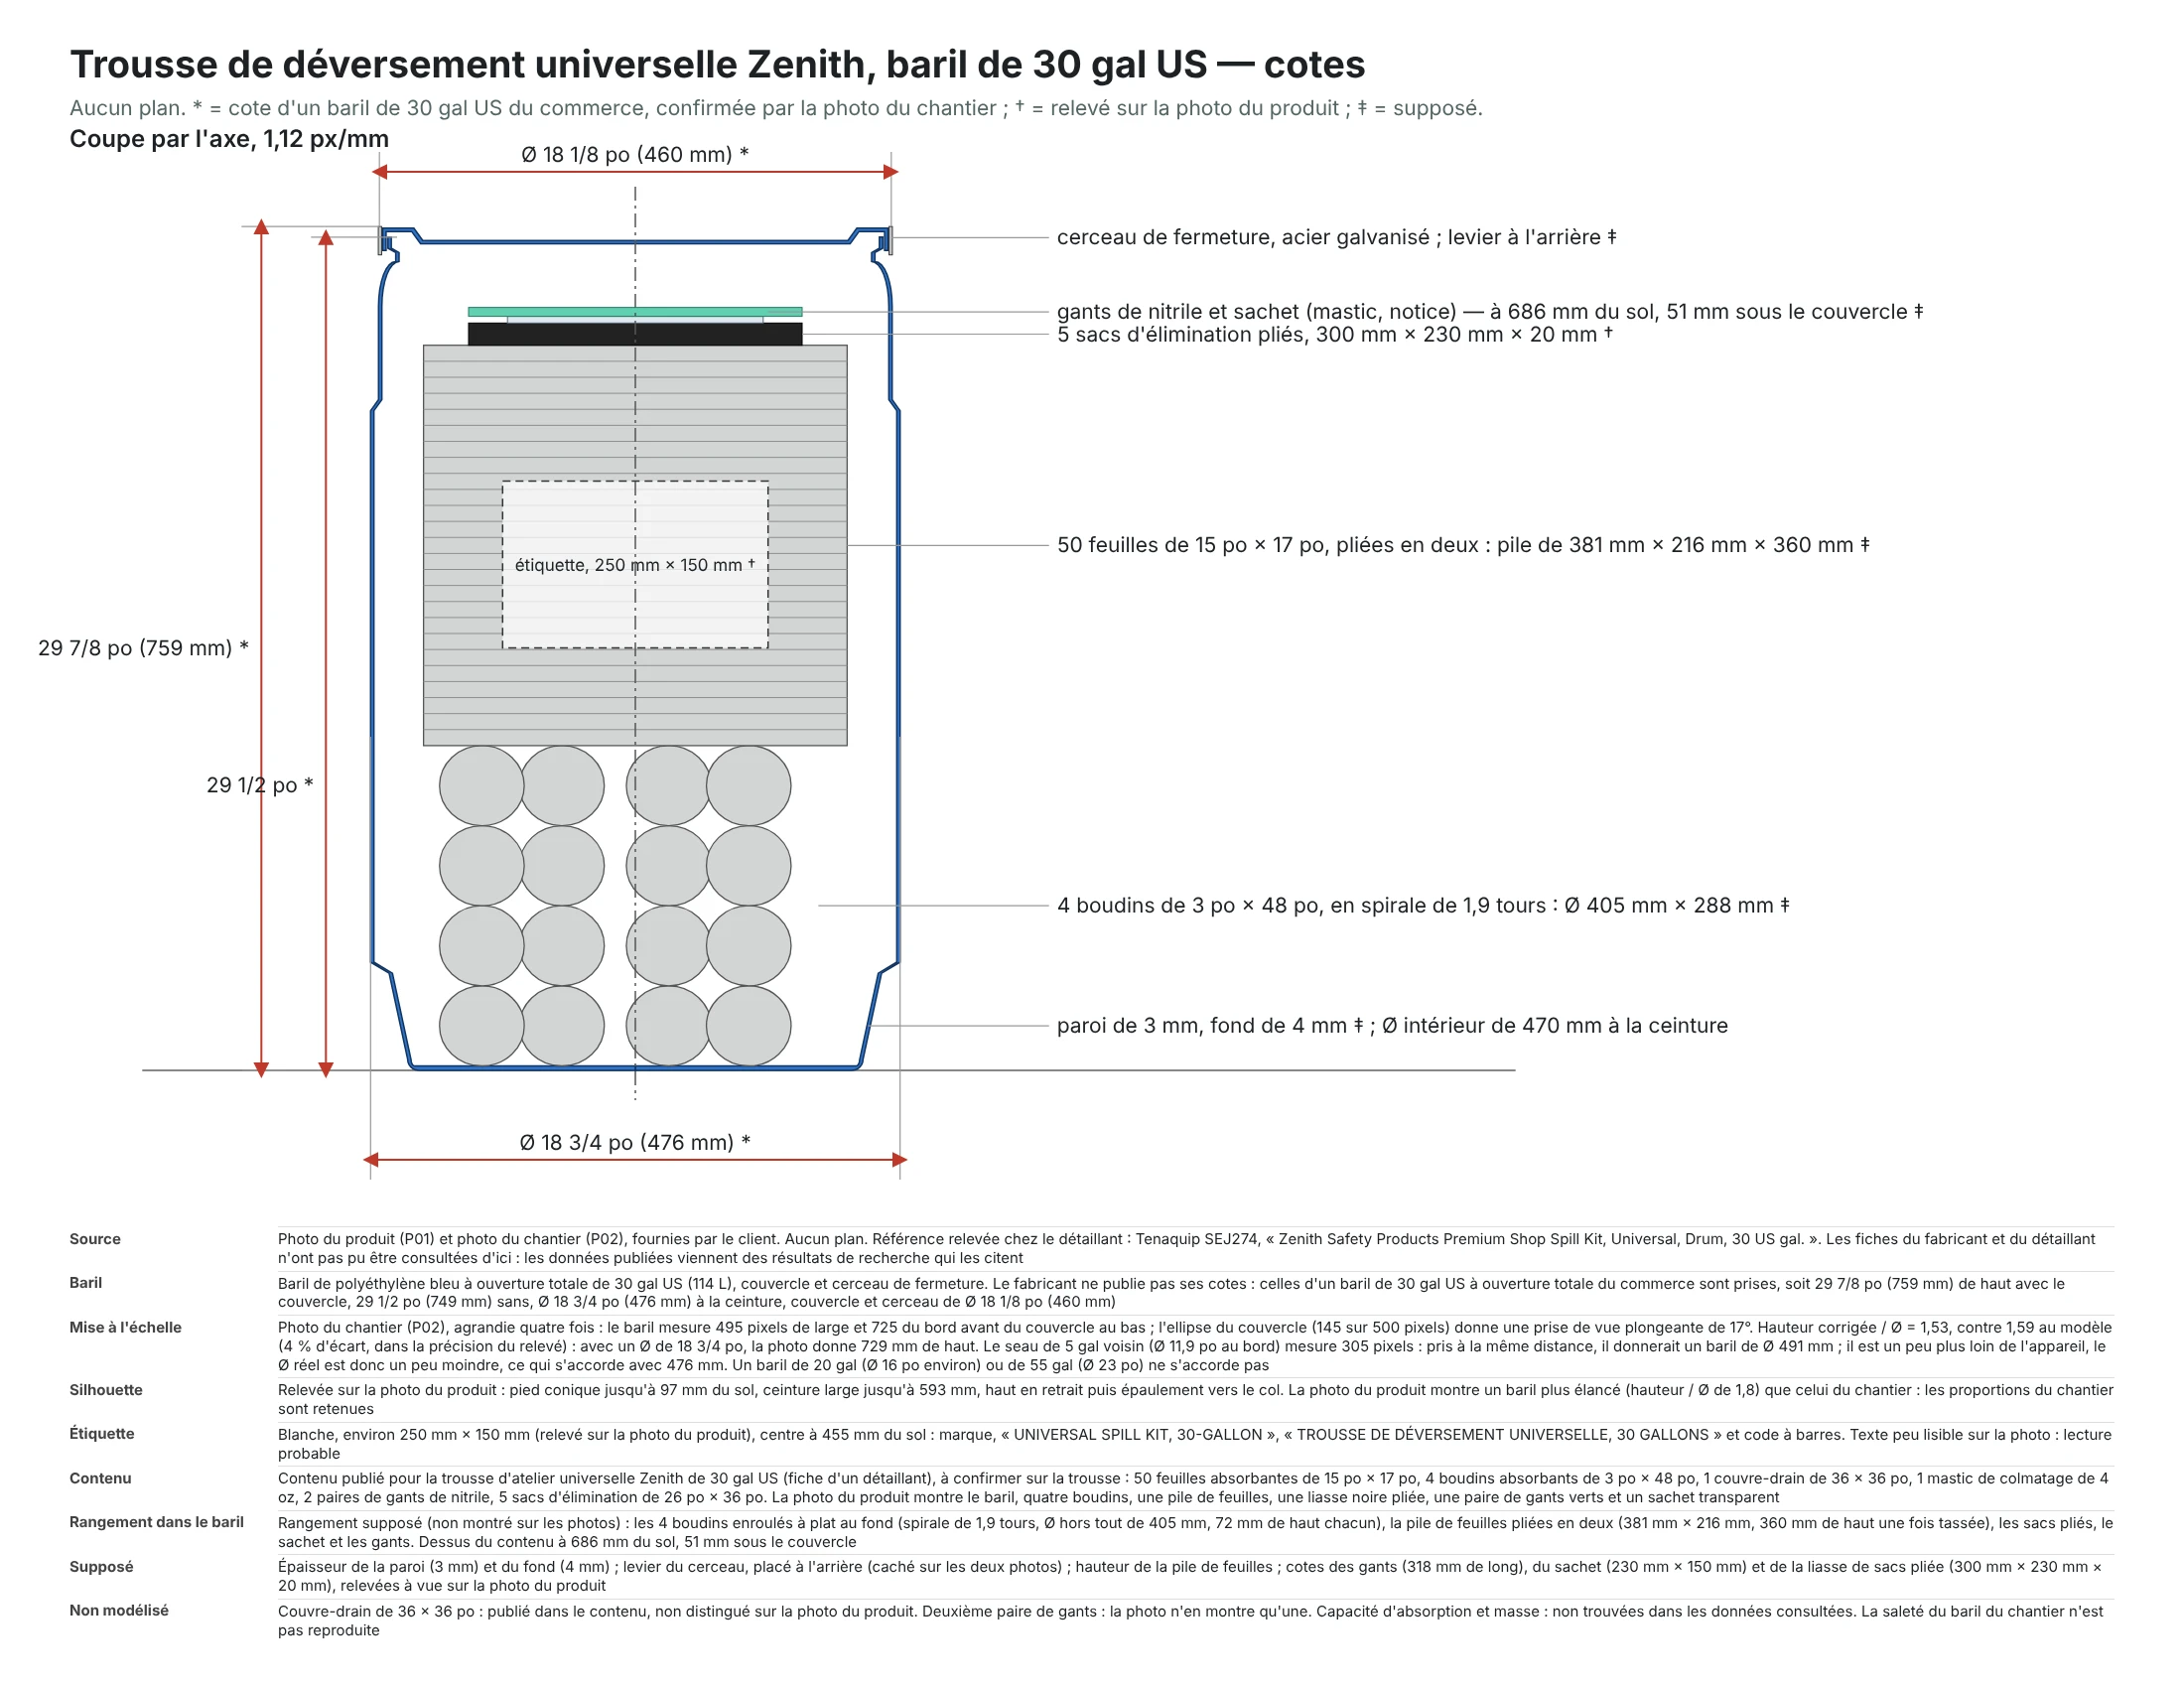 Trousse de déversement universelle Zenith, baril de 30 gal US — cotes
Aucun plan. * = cote d'un baril de 30 gal US du commerce, confirmée par la photo du chantier ; † = relevé sur la photo du produit ; ‡ = supposé.
Coupe par l'axe, 1,12 px/mm
Ø 18 1/8 po (460 mm) *
cerceau de fermeture, acier galvanisé ; levier à l'arrière ‡
gants de nitrile et sachet (mastic, notice) — à 686 mm du sol, 51 mm sous le couvercle ‡
5 sacs d'élimination pliés, 300 mm × 230 mm × 20 mm †
50 feuilles de 15 po × 17 po, pliées en deux : pile de 381 mm × 216 mm × 360 mm ‡
étiquette, 250 mm × 150 mm †
29 7/8 po (759 mm) *
29 1/2 po *
4 boudins de 3 po × 48 po, en spirale de 1,9 tours : Ø 405 mm × 288 mm ‡
paroi de 3 mm, fond de 4 mm ‡ ; Ø intérieur de 470 mm à la ceinture
Ø 18 3/4 po (476 mm) *
Source
Photo du produit (P01) et photo du chantier (P02), fournies par le client. Aucun plan. Référence relevée chez le détaillant : Tenaquip SEJ274, « Zenith Safety Products Premium Shop Spill Kit, Universal, Drum, 30 US gal. ». Les fiches du fabricant et du détaillant
n'ont pas pu être consultées d'ici : les données publiées viennent des résultats de recherche qui les citent
Baril
Baril de polyéthylène bleu à ouverture totale de 30 gal US (114 L), couvercle et cerceau de fermeture. Le fabricant ne publie pas ses cotes : celles d'un baril de 30 gal US à ouverture totale du commerce sont prises, soit 29 7/8 po (759 mm) de haut avec le
couvercle, 29 1/2 po (749 mm) sans, Ø 18 3/4 po (476 mm) à la ceinture, couvercle et cerceau de Ø 18 1/8 po (460 mm)
Mise à l'échelle
Photo du chantier (P02), agrandie quatre fois : le baril mesure 495 pixels de large et 725 du bord avant du couvercle au bas ; l'ellipse du couvercle (145 sur 500 pixels) donne une prise de vue plongeante de 17°. Hauteur corrigée / Ø = 1,53, contre 1,59 au modèle
(4 % d'écart, dans la précision du relevé) : avec un Ø de 18 3/4 po, la photo donne 729 mm de haut. Le seau de 5 gal voisin (Ø 11,9 po au bord) mesure 305 pixels : pris à la même distance, il donnerait un baril de Ø 491 mm ; il est un peu plus loin de l'appareil, le
Ø réel est donc un peu moindre, ce qui s'accorde avec 476 mm. Un baril de 20 gal (Ø 16 po environ) ou de 55 gal (Ø 23 po) ne s'accorde pas
Silhouette
Relevée sur la photo du produit : pied conique jusqu'à 97 mm du sol, ceinture large jusqu'à 593 mm, haut en retrait puis épaulement vers le col. La photo du produit montre un baril plus élancé (hauteur / Ø de 1,8) que celui du chantier : les proportions du chantier
sont retenues
Étiquette
Blanche, environ 250 mm × 150 mm (relevé sur la photo du produit), centre à 455 mm du sol : marque, « UNIVERSAL SPILL KIT, 30-GALLON », « TROUSSE DE DÉVERSEMENT UNIVERSELLE, 30 GALLONS » et code à barres. Texte peu lisible sur la photo : lecture
probable
Contenu
Contenu publié pour la trousse d'atelier universelle Zenith de 30 gal US (fiche d'un détaillant), à confirmer sur la trousse : 50 feuilles absorbantes de 15 po × 17 po, 4 boudins absorbants de 3 po × 48 po, 1 couvre-drain de 36 × 36 po, 1 mastic de colmatage de 4
oz, 2 paires de gants de nitrile, 5 sacs d'élimination de 26 po × 36 po. La photo du produit montre le baril, quatre boudins, une pile de feuilles, une liasse noire pliée, une paire de gants verts et un sachet transparent
Rangement dans le baril
Rangement supposé (non montré sur les photos) : les 4 boudins enroulés à plat au fond (spirale de 1,9 tours, Ø hors tout de 405 mm, 72 mm de haut chacun), la pile de feuilles pliées en deux (381 mm × 216 mm, 360 mm de haut une fois tassée), les sacs pliés, le
sachet et les gants. Dessus du contenu à 686 mm du sol, 51 mm sous le couvercle
Supposé
Épaisseur de la paroi (3 mm) et du fond (4 mm) ; levier du cerceau, placé à l'arrière (caché sur les deux photos) ; hauteur de la pile de feuilles ; cotes des gants (318 mm de long), du sachet (230 mm × 150 mm) et de la liasse de sacs pliée (300 mm × 230 mm ×
20 mm), relevées à vue sur la photo du produit
Non modélisé
Couvre-drain de 36 × 36 po : publié dans le contenu, non distingué sur la photo du produit. Deuxième paire de gants : la photo n'en montre qu'une. Capacité d'absorption et masse : non trouvées dans les données consultées. La saleté du baril du chantier n'est
pas reproduite